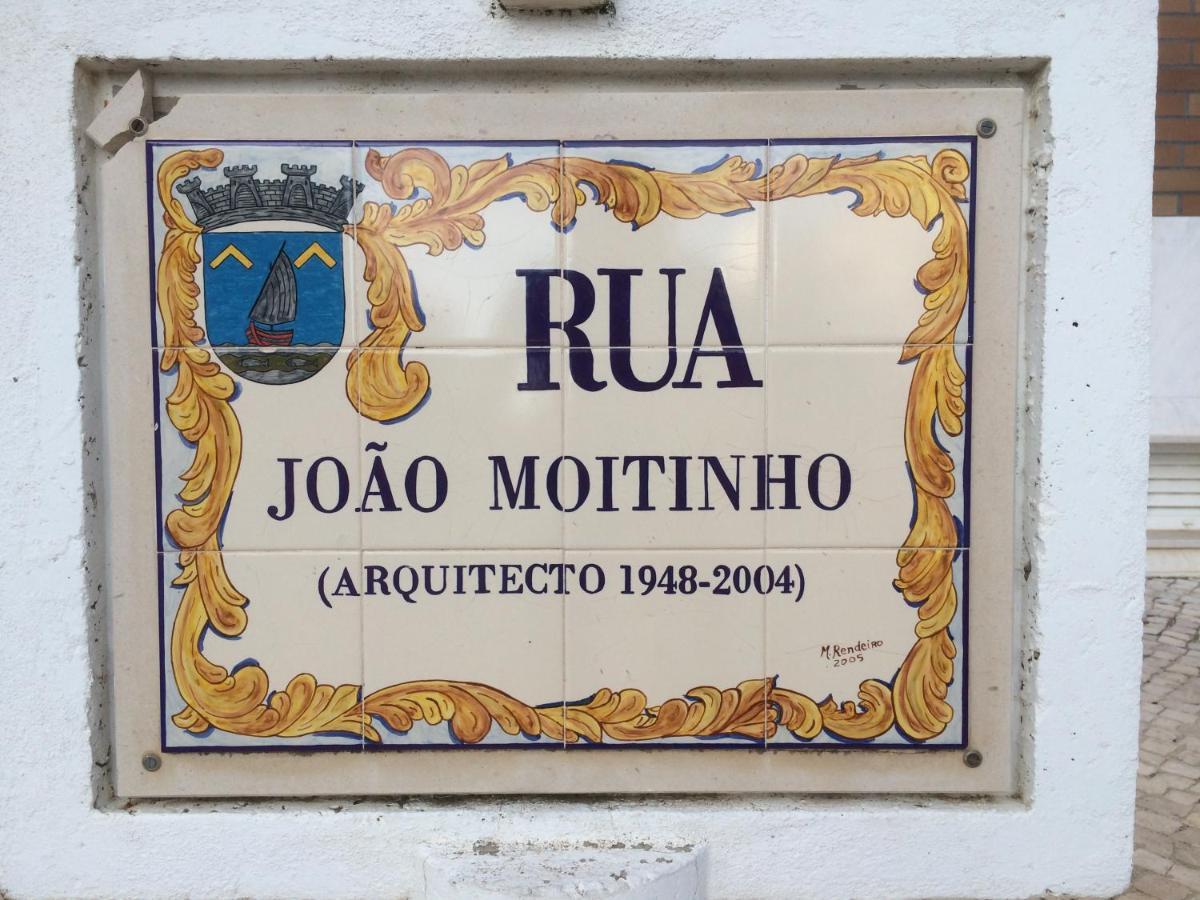 RUA
JOÃO MOITINHO
(ARQUITECTO 1948-2004)
M. Rendeiro
2005